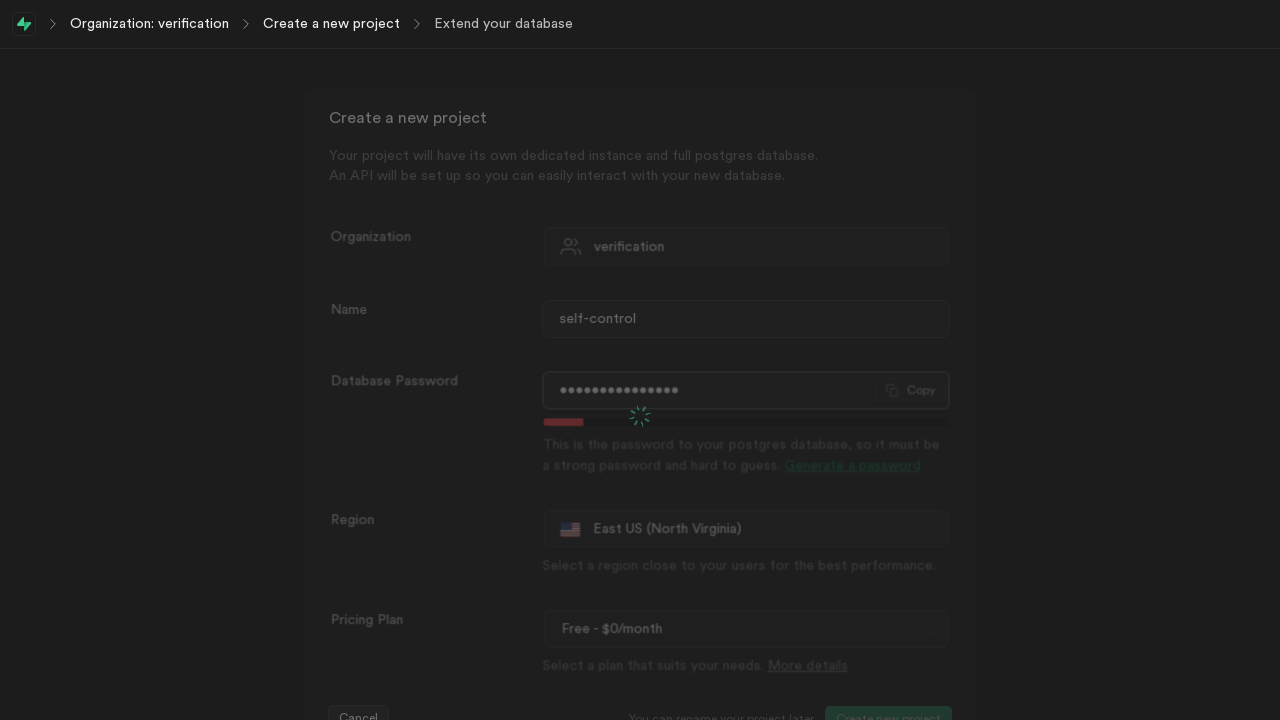 Organization: verification
Create a new project
Extend your database
Create a new project
Your project will have its own dedicated instance and full postgres database.
An API will be set up so you can easily interact with your new database.
Organization
verification
Name
self-control
Database Password
•••••••••••••••
Copy
This is the password to your postgres database, so it must be
a strong password and hard to guess. Generate a password
Region
East US (North Virginia)
Select a region close to your users for the best performance.
Pricing Plan
Free - $0/month
Select a plan that suits your needs. More details
Cancel
You can rename your project later
Create new project